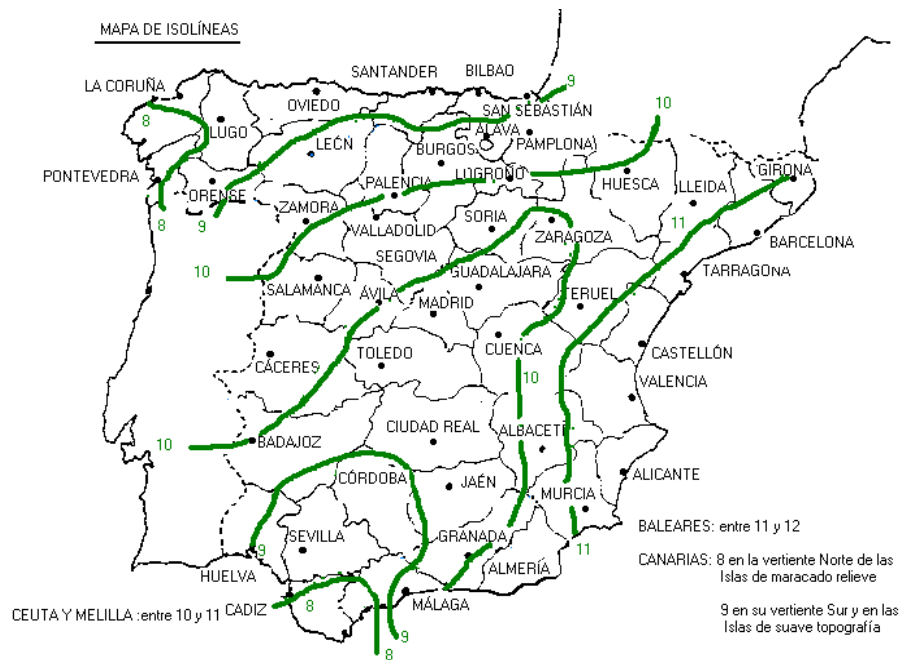 MAPA DE ISOLÍNEAS
SANTANDER
BILBAO
9
LA CORUÑA
OVIEDO
SAN SEBASTIÁN
10
8
LUGO
ÁLAVA
LEÓN
BURGOS
PAMPLONA
PONTEVEDRA
ORENSE
PALENCIA
LOGROÑO
HUESCA
LLEIDA
GIRONA
8
9
ZAMORA
VALLADOLID
SORIA
ZARAGOZA
11
BARCELONA
SEGOVIA
10
SALAMANCA
ÁVILA
GUADALAJARA
TARRAGONA
MADRID
TERUEL
CÁCERES
TOLEDO
CUENCA
CASTELLÓN
10
VALENCIA
10
BADAJOZ
CIUDAD REAL
ALBACETE
CÓRDOBA
JAÉN
ALICANTE
MURCIA
SEVILLA
GRANADA
BALEARES: entre 11 y 12
9
11
HUELVA
ALMERÍA
CANARIAS: 8 en la vertiente Norte de las
Islas de maracado relieve
CEUTA Y MELILLA :entre 10 y 11
CADIZ
8
MÁLAGA
9 en su vertiente Sur y en las
Islas de suave topografía
9
8